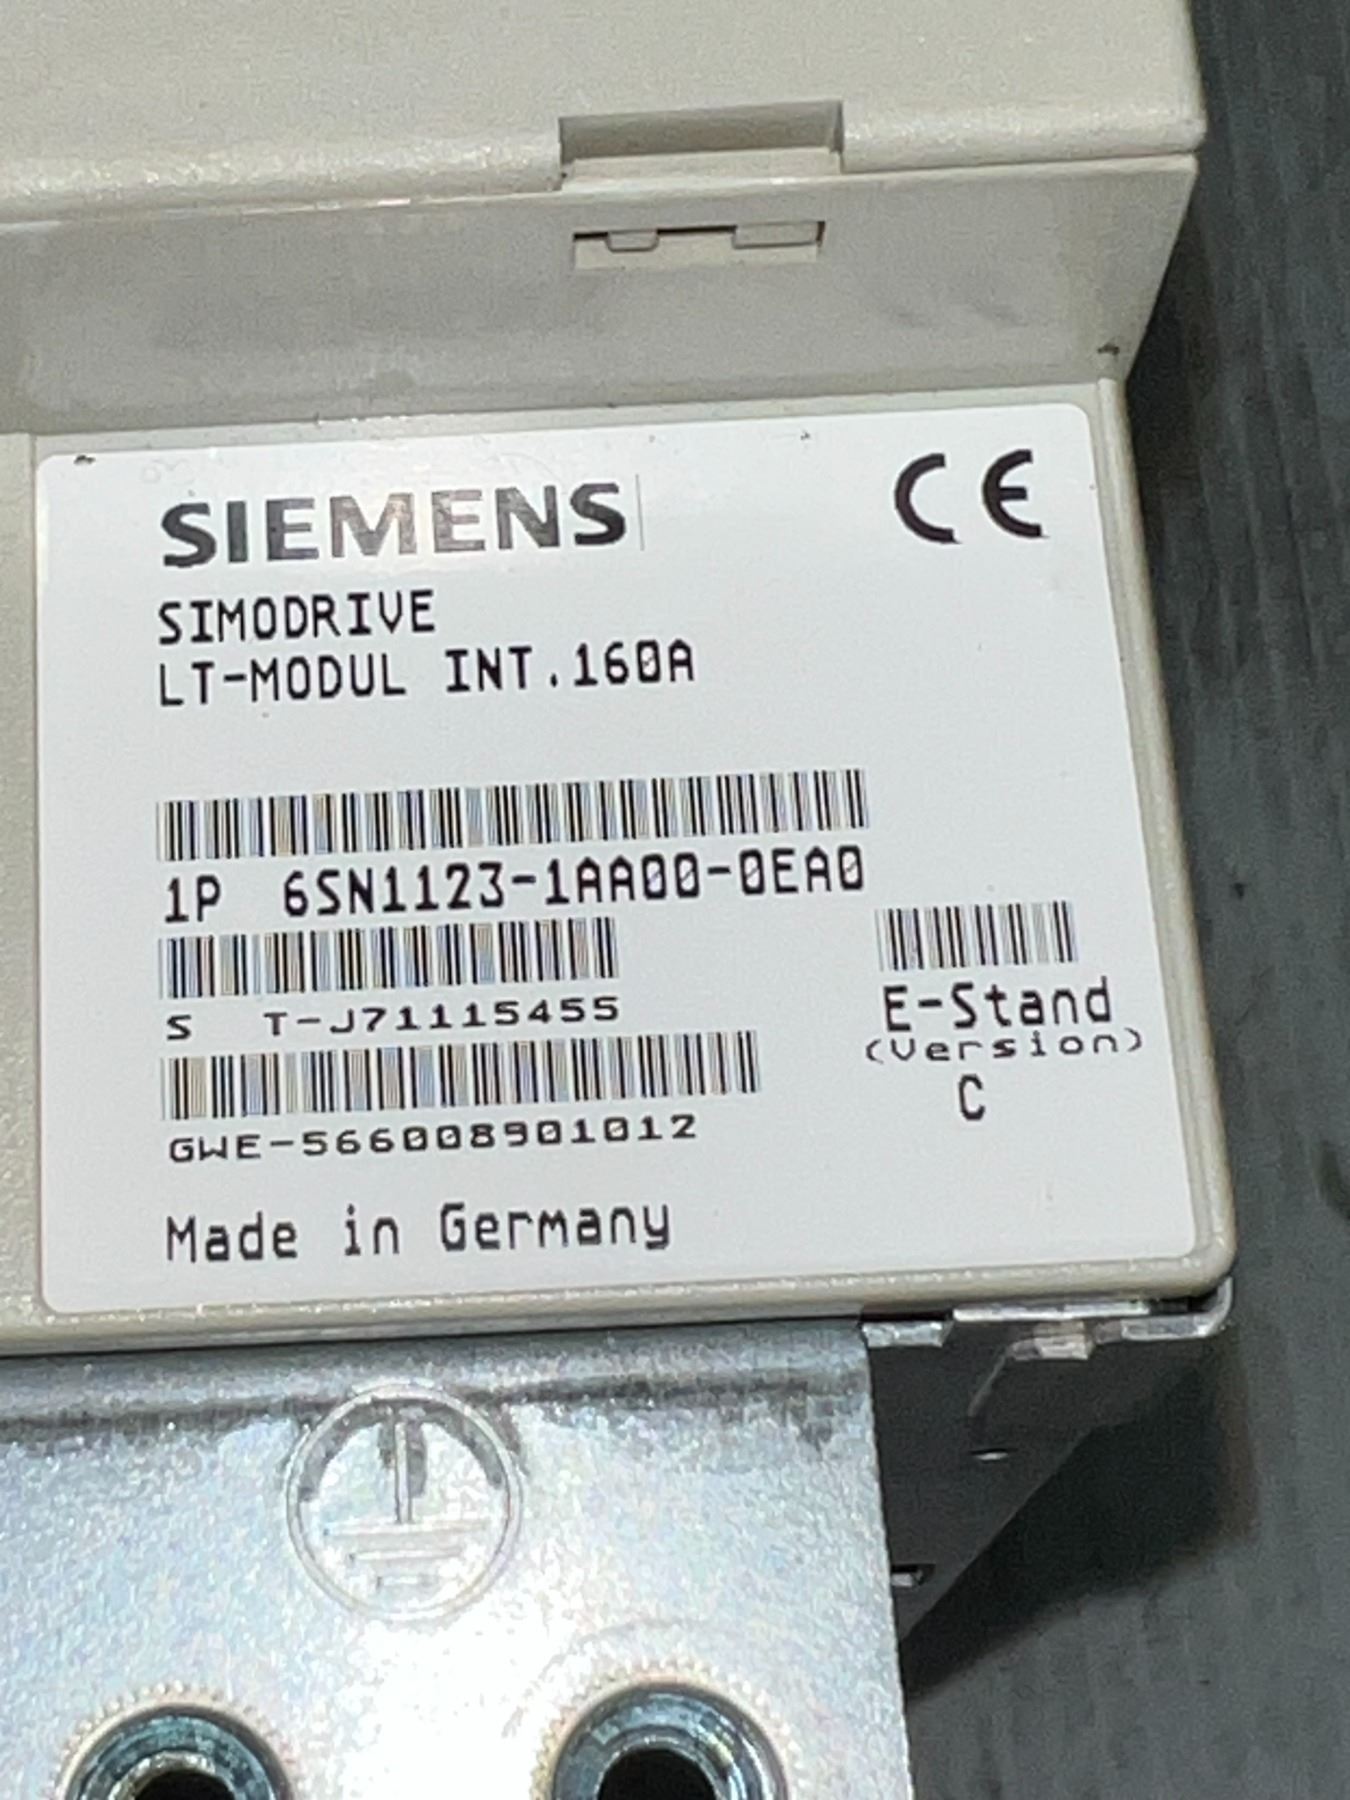 SIEMENS
CE
SIMODRIVE
LT-MODUL INT.160A
1P 6SN1123-1AA00-0EA0
S T-J71115455
E-Stand
(Version)
C
GWE-566008901012
Made in Germany